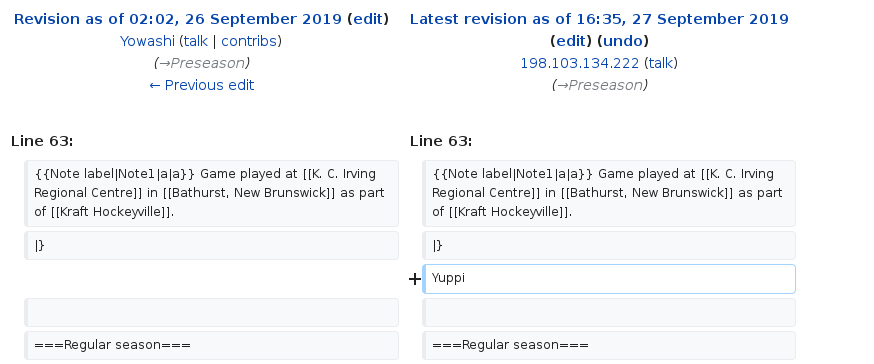 Revision as of 02:02, 26 September 2019 (edit)
Yowashi (talk | contribs)
(→Preseason)
← Previous edit
Latest revision as of 16:35, 27 September 2019
(edit) (undo)
198.103.134.222 (talk)
(→Preseason)
Line 63:
Line 63:
{{Note label|Note1|a|a}} Game played at [[K. C. Irving
Regional Centre]] in [[Bathurst, New Brunswick]] as part
of [[Kraft Hockeyville]].
{{Note label|Note1|a|a}} Game played at [[K. C. Irving
Regional Centre]] in [[Bathurst, New Brunswick]] as part
of [[Kraft Hockeyville]].
|}
|}
+ Yuppi
===Regular season===
===Regular season===